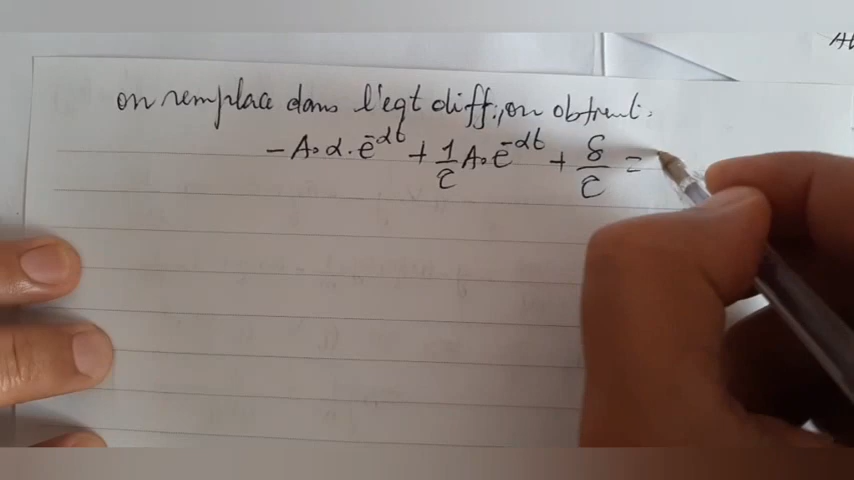 on remplace dans l'eqt diff:, on obtient.
- A. α. e^-αt + 1/τ A. e^-αt + δ/τ =